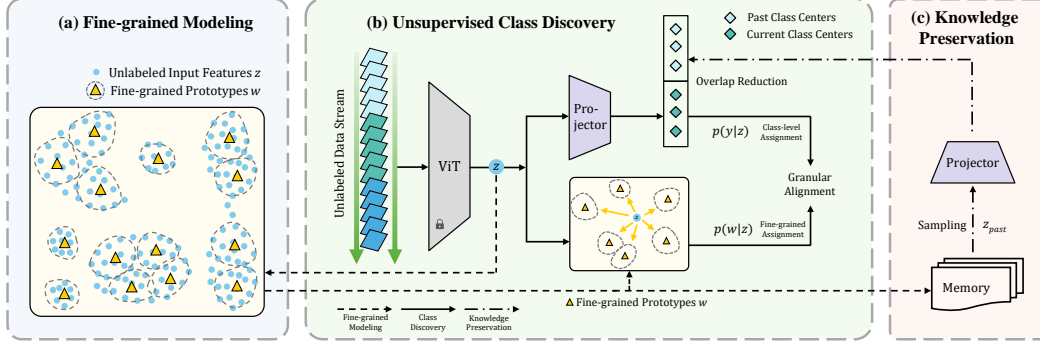 (a) Fine-grained Modeling
Unlabeled Input Features z
Fine-grained Prototypes w
(b) Unsupervised Class Discovery
Past Class Centers
Current Class Centers
Unlabeled Data Stream
ViT
z
Pro-
jector
Overlap Reduction
p(y|z)
Class-level
Assignment
Granular
Alignment
z
p(w|z)
Fine-grained
Assignment
Fine-grained Prototypes w
Fine-grained
Modeling
Class
Discovery
Knowledge
Preservation
(c) Knowledge
Preservation
Projector
Sampling
z_past
Memory